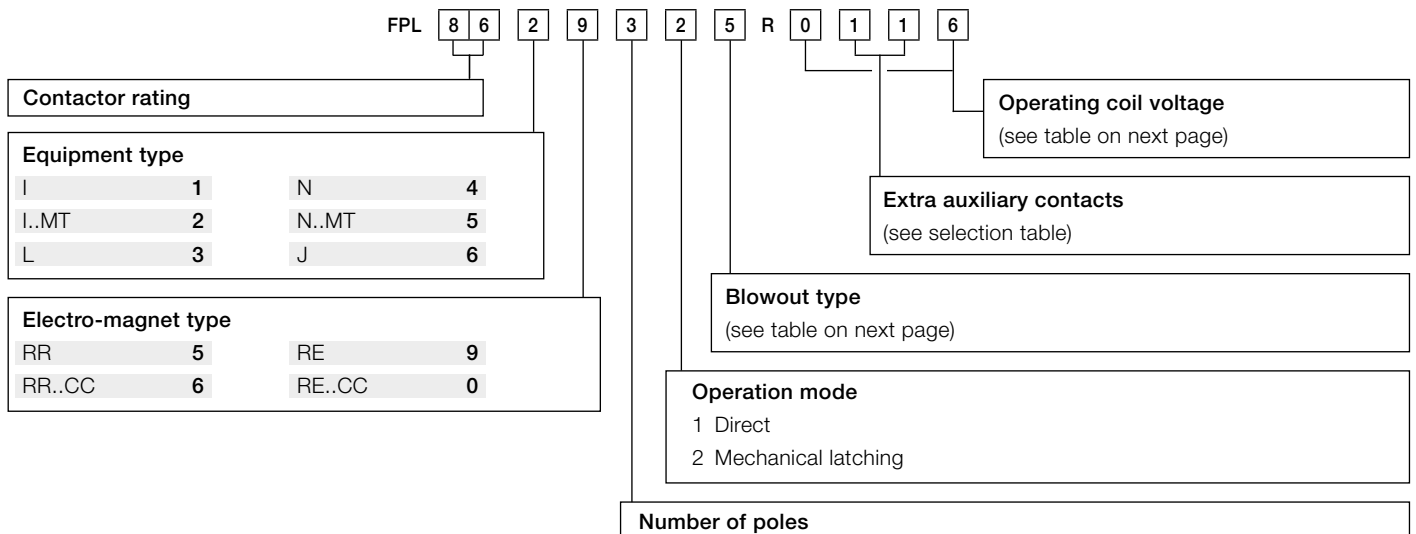 FPL 8 6 2 9 3 2 5 R 0 1 1 6
Contactor rating
Equipment type
I 1 N 4
I..MT 2 N..MT 5
L 3 J 6
Electro-magnet type
RR 5 RE 9
RR..CC 6 RE..CC 0
Operating coil voltage
(see table on next page)
Extra auxiliary contacts
(see selection table)
Blowout type
(see table on next page)
Operation mode
1 Direct
2 Mechanical latching
Number of poles